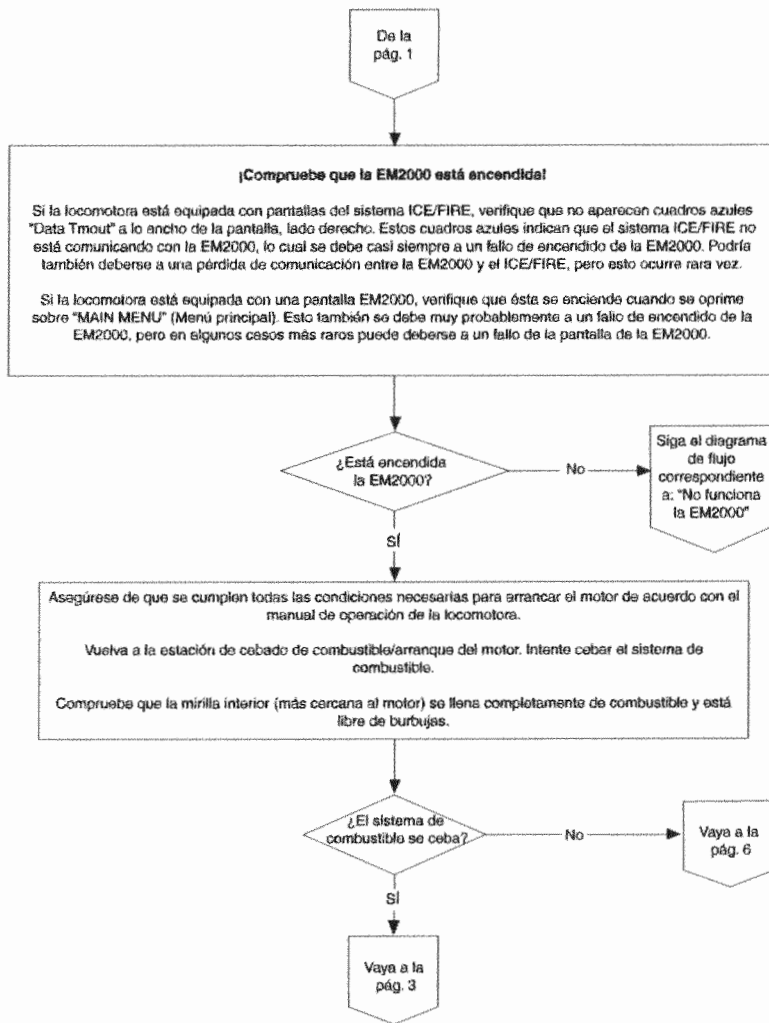 De la
pág. 1
¡Compruebe que la EM2000 está encendida!
Si la locomotora está equipada con pantallas del sistema ICE/FIRE, verifique que no aparecen cuadros azules
"Data Tmout" a lo ancho de la pantalla, lado derecho. Estos cuadros azules indican que el sistema ICE/FIRE no
está comunicando con la EM2000, lo cual se debe casi siempre a un fallo de encendido de la EM2000. Podría
también deberse a una pérdida de comunicación entre la EM2000 y el ICE/FIRE, pero esto ocurre rara vez.
Si la locomotora está equipada con una pantalla EM2000, verifique que ésta se enciende cuando se oprime
sobre "MAIN MENU" (Menú principal). Esto también se debe muy probablemente a un fallo de encendido de la
EM2000, pero en algunos casos más raros puede deberse a un fallo de la pantalla de la EM2000.
¿Está encendida
la EM2000?
No
Siga el diagrama
de flujo
correspondiente
a: "No funciona
la EM2000"
SÍ
Asegúrese de que se cumplen todas las condiciones necesarias para arrancar el motor de acuerdo con el
manual de operación de la locomotora.
Vuelva a la estación de cebado de combustible/arranque del motor. Intente cebar el sistema de
combustible.
Compruebe que la mirilla interior (más cercana al motor) se llena completamente de combustible y está
libre de burbujas.
¿El sistema de
combustible se ceba?
No
Vaya a la
pág. 6
SÍ
Vaya a la
pág. 3